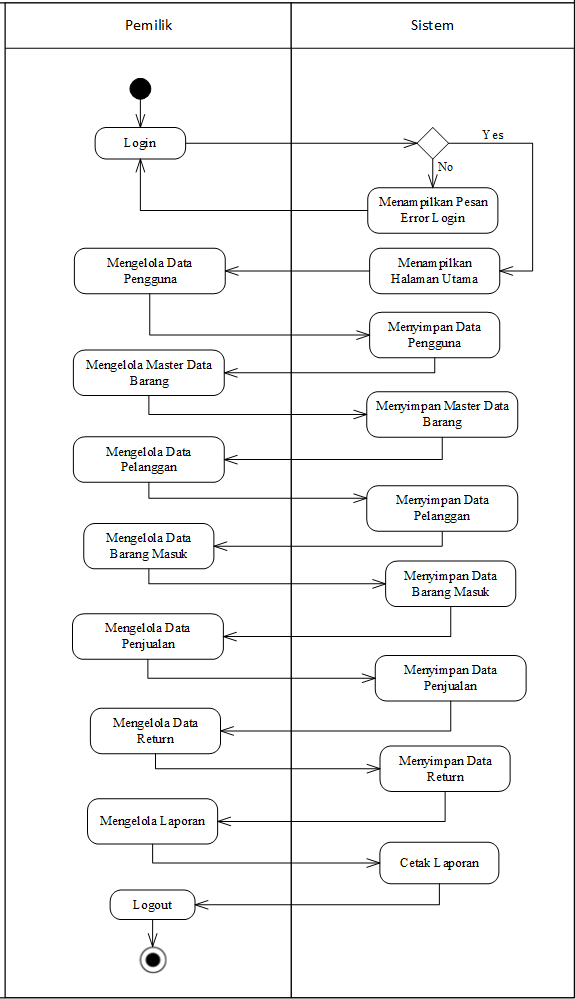 Pemilik
Sistem
Login
Yes
No
Menampilkan Pesan
Error Login
Mengelola Data
Pengguna
Menampilkan
Halaman Utama
Menyimpan Data
Pengguna
Mengelola Master Data
Barang
Menyimpan Master Data
Barang
Mengelola Data
Pelanggan
Menyimpan Data
Pelanggan
Mengelola Data
Barang Masuk
Menyimpan Data
Barang Masuk
Mengelola Data
Penjualan
Menyimpan Data
Penjualan
Mengelola Data
Return
Menyimpan Data
Return
Mengelola Laporan
Cetak Laporan
Logout